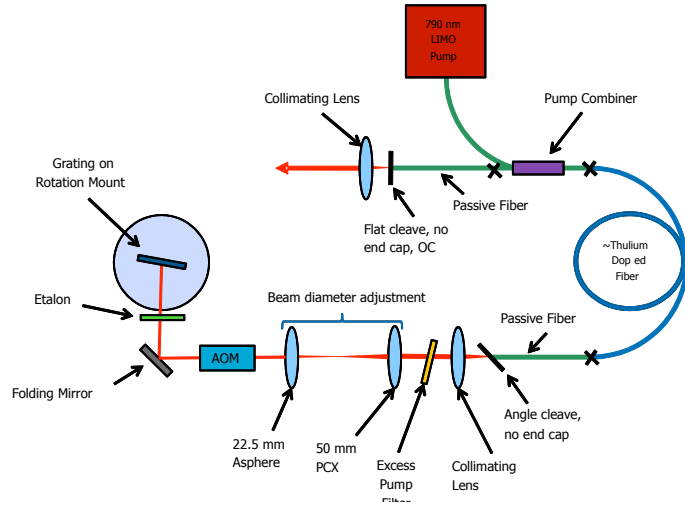 790 nm
LIMO
Pump
Collimating Lens
Pump Combiner
Grating on
Rotation Mount
Passive Fiber
Flat cleave, no
end cap, OC
~Thulium
Dop ed
Fiber
Etalon
Beam diameter adjustment
Passive Fiber
AOM
Folding Mirror
Angle cleave,
no end cap
22.5 mm
Asphere
50 mm
PCX
Excess
Pump
Filter
Collimating
Lens